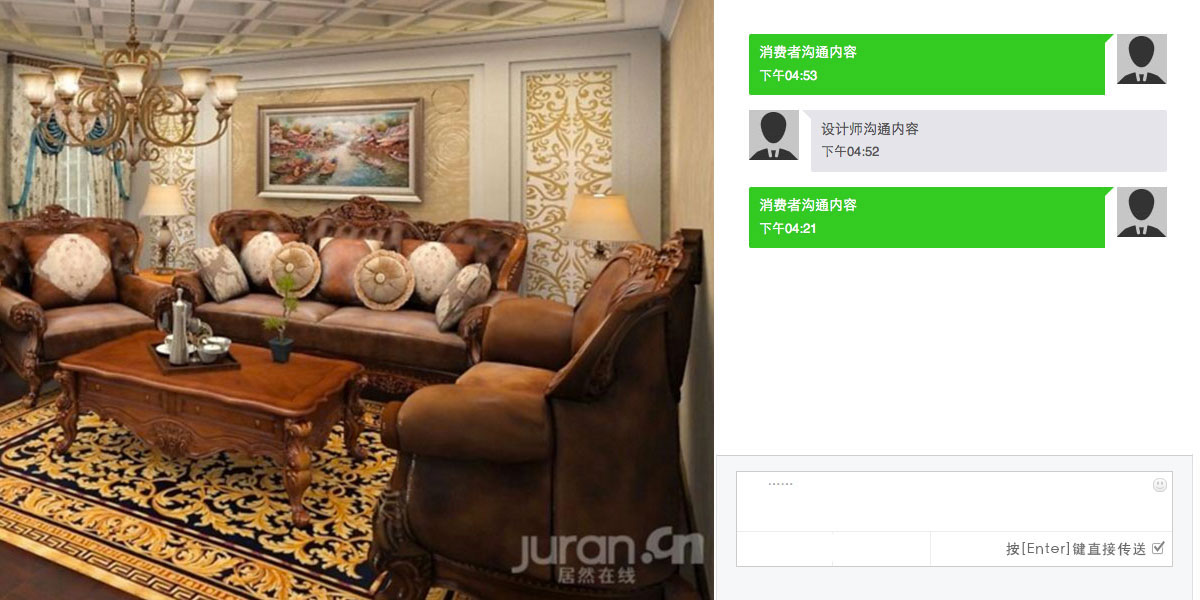 消费者沟通内容
下午04:53
设计师沟通内容
下午04:52
消费者沟通内容
下午04:21
......
按[Enter]键直接传送
juran.cn
居然在线